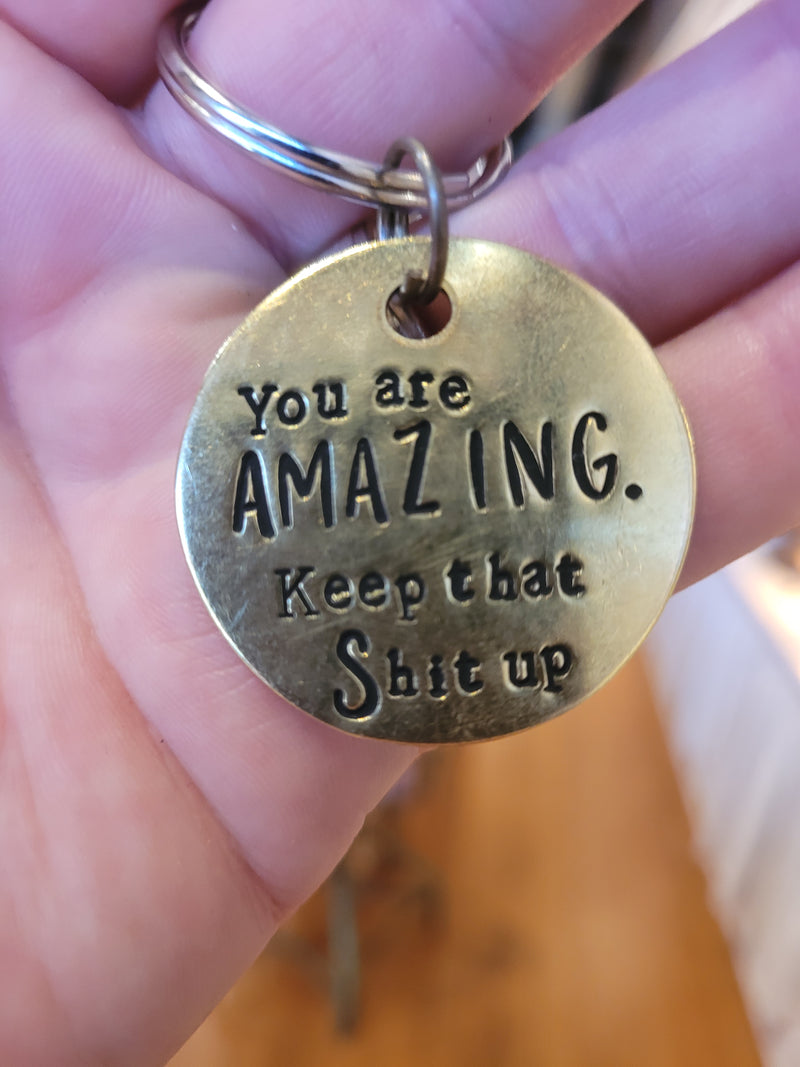 You are
AMAZING.
Keep that
Shit up